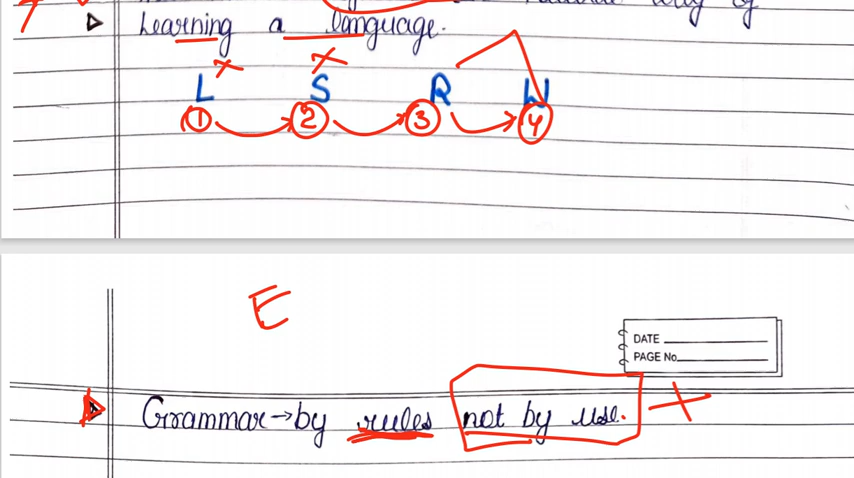 ▷ Learning a language.
L S R W
① ② ③ ④
E
DATE
PAGE No.
▷ Grammar→by rules not by use.